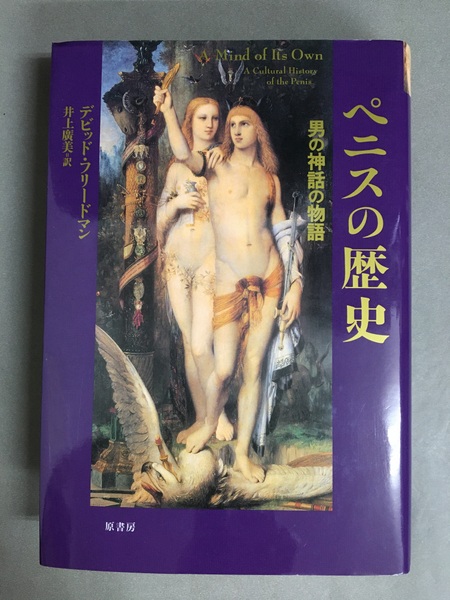 A Mind of Its Own
A Cultural History
of the Penis
ペニスの歴史
男の神話の物語
デビッド・フリードマン
井上廣美・訳
原書房